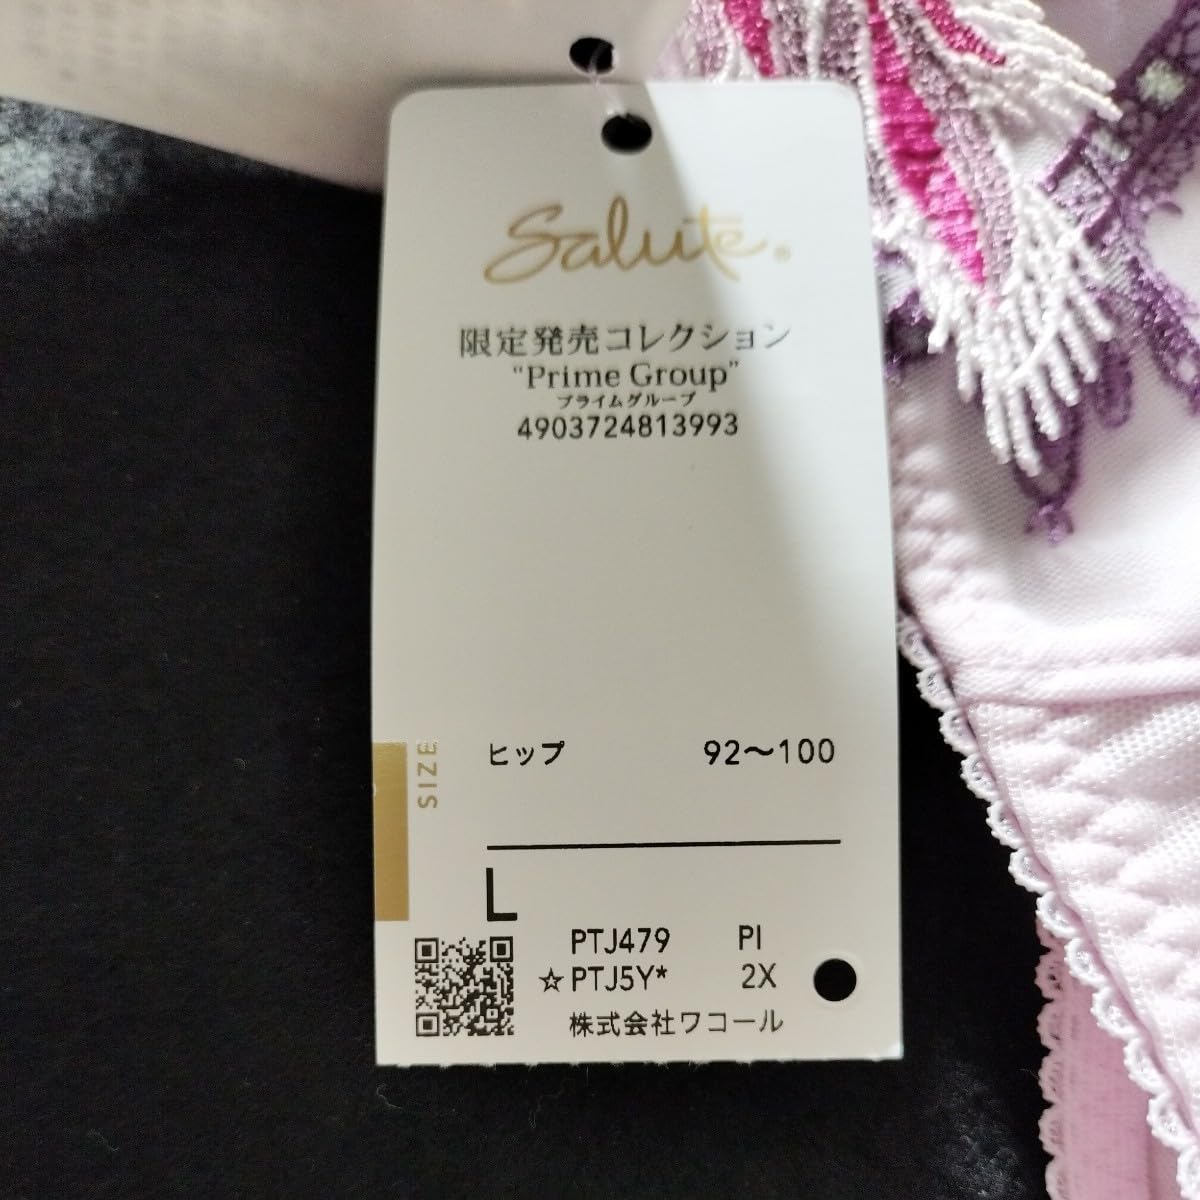 Salute®
限定発売コレクション
"Prime Group"
プライムグループ
4903724813993
SIZE
ヒップ 92〜100
L
PTJ479 PI
☆PTJ5Y* 2X
株式会社ワコール